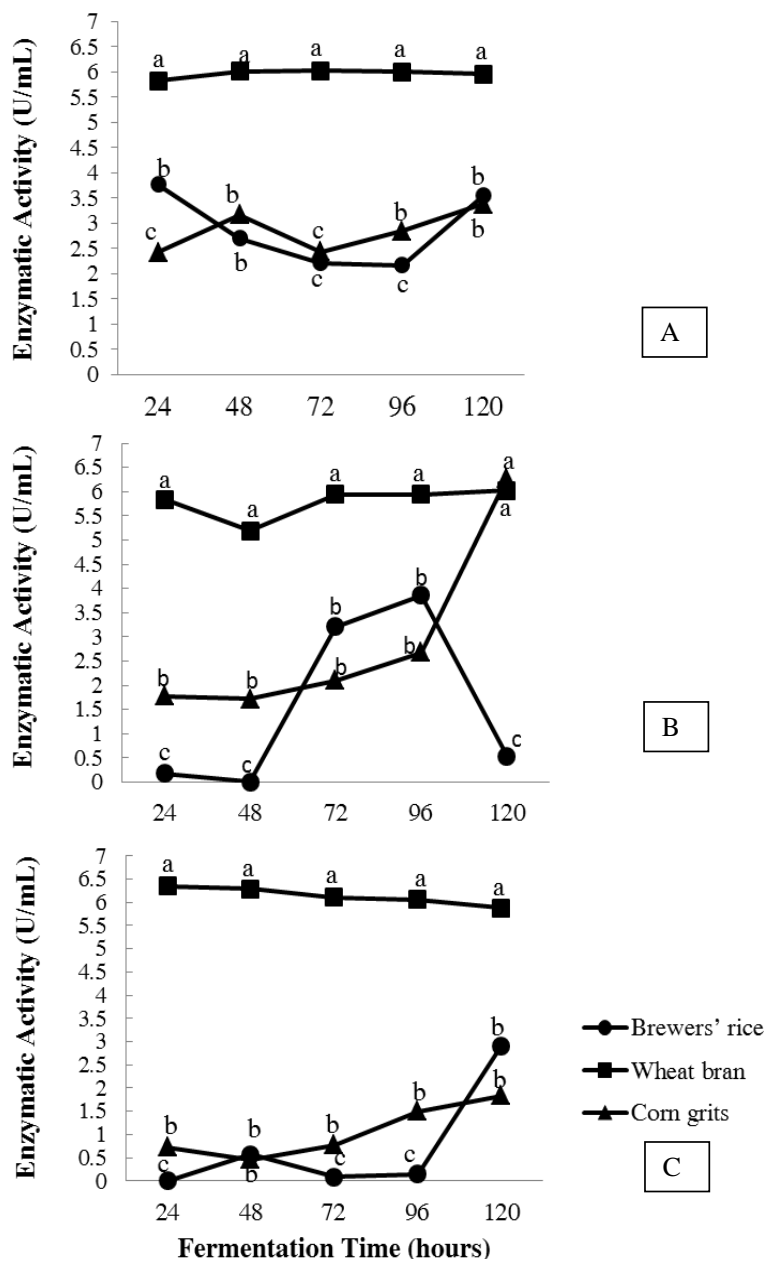 Enzymatic Activity (U/mL)
7
6.5
6
5.5
5
4.5
4
3.5
3
2.5
2
1.5
1
0.5
0
a a a a a
b b c b b
c b c c b
24 48 72 96 120
A
Enzymatic Activity (U/mL)
7
6.5
6
5.5
5
4.5
4
3.5
3
2.5
2
1.5
1
0.5
0
a a a a a
a
b b
b b b b
c c c
24 48 72 96 120
B
Enzymatic Activity (U/mL)
7
6.5
6
5.5
5
4.5
4
3.5
3
2.5
2
1.5
1
0.5
0
a a a a a
b
b b b b b
c b c c
24 48 72 96 120
Fermentation Time (hours)
Brewers’ rice
Wheat bran
Corn grits
C